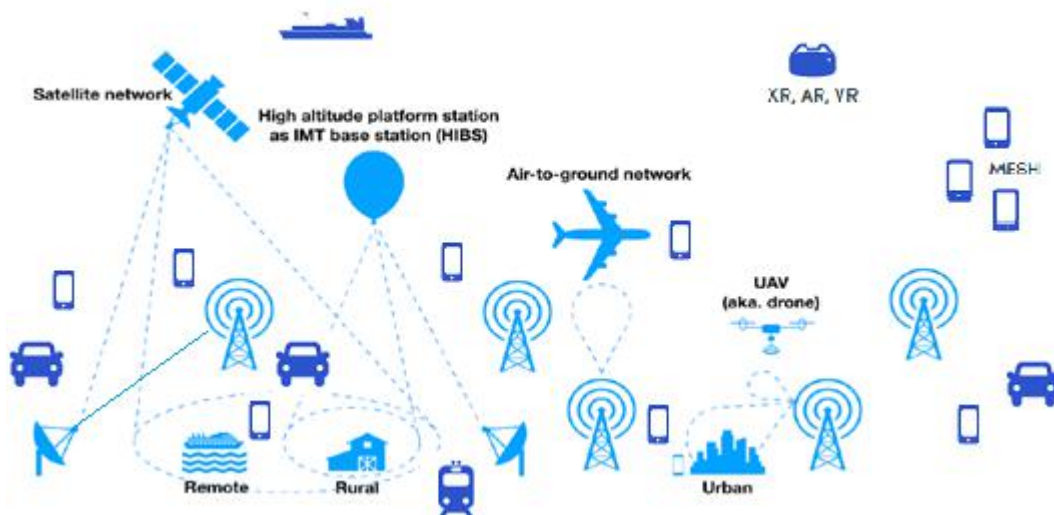 Satellite network
High altitude platform station
as IMT base station (HIBS)
XR, AR, VR
Air-to-ground network
MESH
UAV
(aka. drone)
Remote
Rural
Urban